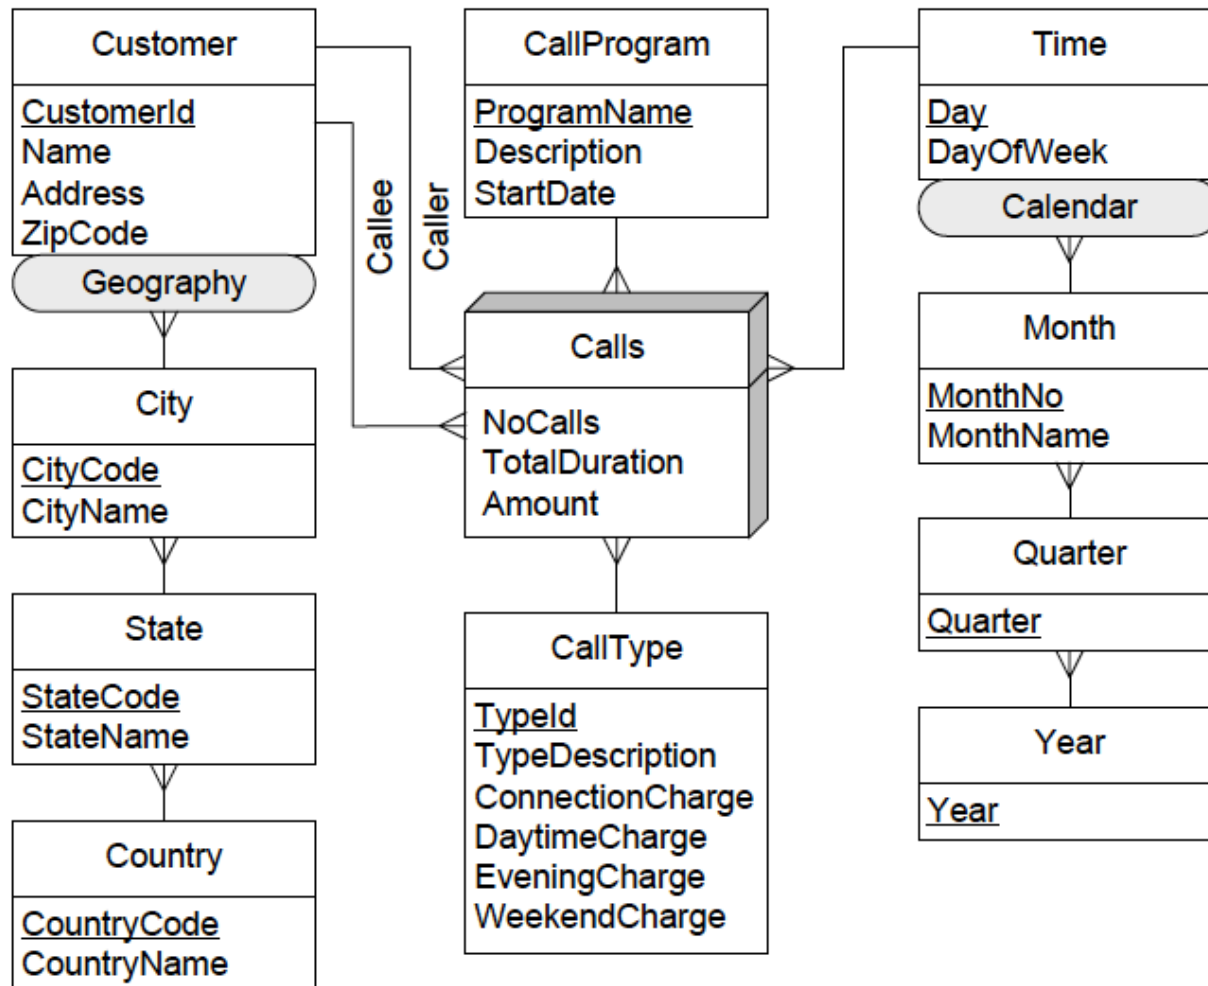 Customer
CustomerId
Name
Address
ZipCode
Geography
City
CityCode
CityName
State
StateCode
StateName
Country
CountryCode
CountryName
Callee
Caller
CallProgram
ProgramName
Description
StartDate
Calls
NoCalls
TotalDuration
Amount
CallType
TypeId
TypeDescription
ConnectionCharge
DaytimeCharge
EveningCharge
WeekendCharge
Time
Day
DayOfWeek
Calendar
Month
MonthNo
MonthName
Quarter
Quarter
Year
Year